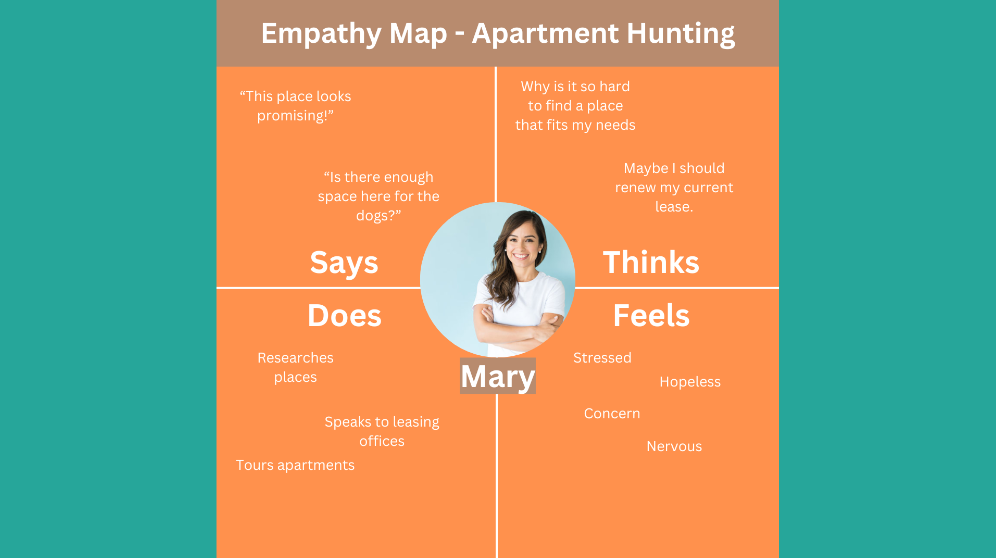 Empathy Map - Apartment Hunting
“This place looks
promising!”
“Is there enough
space here for the
dogs?”
Says
Why is it so hard
to find a place
that fits my needs
Maybe I should
renew my current
lease.
Thinks
Does
Researches
places
Speaks to leasing
offices
Tours apartments
Mary
Feels
Stressed
Hopeless
Concern
Nervous